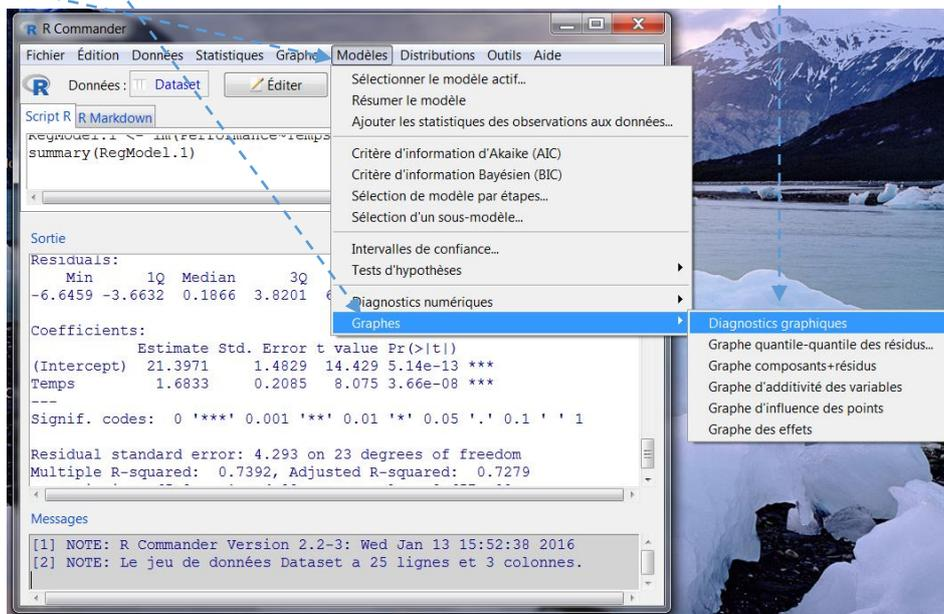 R Commander
Fichier Édition Données Statistiques Graphes Modèles Distributions Outils Aide
Données : Dataset Éditer
Script R R Markdown
RegModel.1 <- lm(Performance~Temps
summary(RegModel.1)
Sélectionner le modèle actif...
Résumer le modèle
Ajouter les statistiques des observations aux données...
Critère d'information d'Akaike (AIC)
Critère d'information Bayésien (BIC)
Sélection de modèle par étapes...
Sélection d'un sous-modèle...
Intervalles de confiance...
Tests d'hypothèses
Diagnostics numériques
Graphes
Diagnostics graphiques
Graphe quantile-quantile des résidus...
Graphe composants+résidus
Graphe d'additivité des variables
Graphe d'influence des points
Graphe des effets
Sortie
Residuals:
Min 1Q Median 3Q
-6.6459 -3.6632 0.1866 3.8201
Coefficients:
Estimate Std. Error t value Pr(>|t|)
(Intercept) 21.3971 1.4829 14.429 5.14e-13 ***
Temps 1.6833 0.2085 8.075 3.66e-08 ***
---
Signif. codes: 0 '***' 0.001 '**' 0.01 '*' 0.05 '.' 0.1 ' ' 1
Residual standard error: 4.293 on 23 degrees of freedom
Multiple R-squared: 0.7392, Adjusted R-squared: 0.7279
Messages
[1] NOTE: R Commander Version 2.2-3: Wed Jan 13 15:52:38 2016
[2] NOTE: Le jeu de données Dataset a 25 lignes et 3 colonnes.